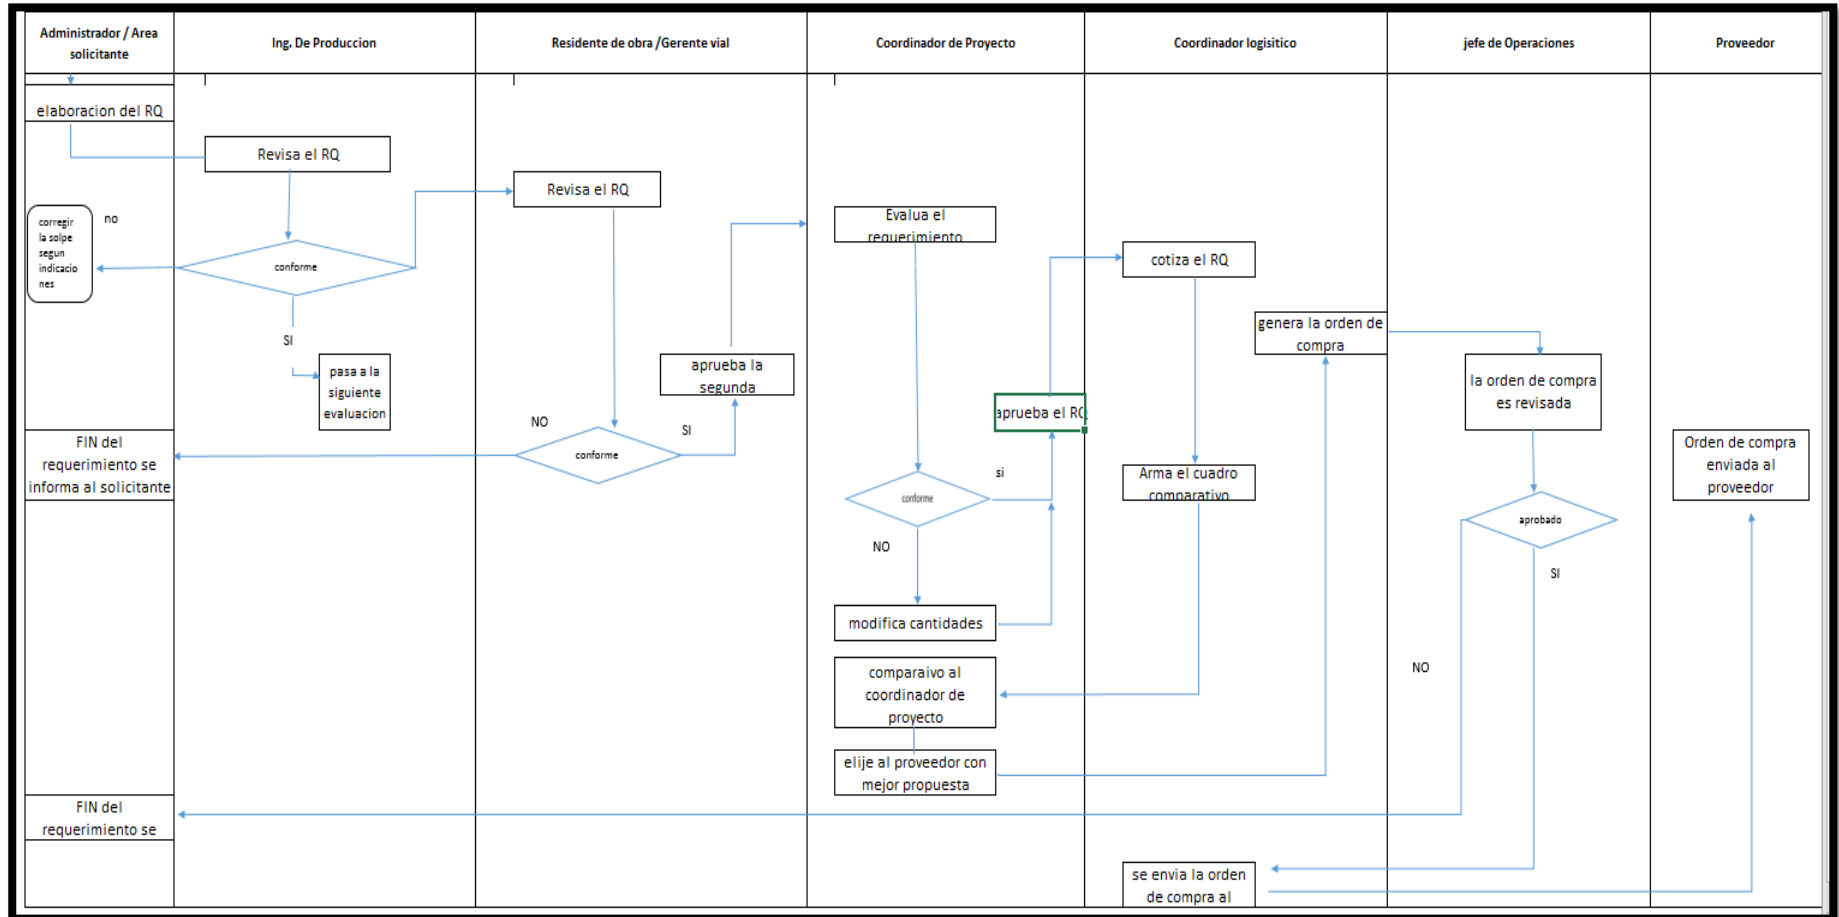 Administrador / Area
solicitante
Ing. De Produccion
Residente de obra /Gerente vial
Coordinador de Proyecto
Coordinador logisitico
jefe de Operaciones
Proveedor
elaboracion del RQ
Revisa el RQ
Revisa el RQ
corregir
la solpe
segun
indicacio
nes
no
conforme
SI
pasa a la
siguiente
evaluacion
Evalua el
requerimiento
cotiza el RQ
genera la orden de
compra
aprueba la
segunda
la orden de compra
es revisada
aprueba el RQ
NO
SI
conforme
FIN del
requerimiento se
informa al solicitante
si
conforme
NO
Arma el cuadro
comparativo
Orden de compra
enviada al
proveedor
aprobado
SI
NO
modifica cantidades
comparaivo al
coordinador de
proyecto
elije al proveedor con
mejor propuesta
FIN del
requerimiento se
se envia la orden
de compra al